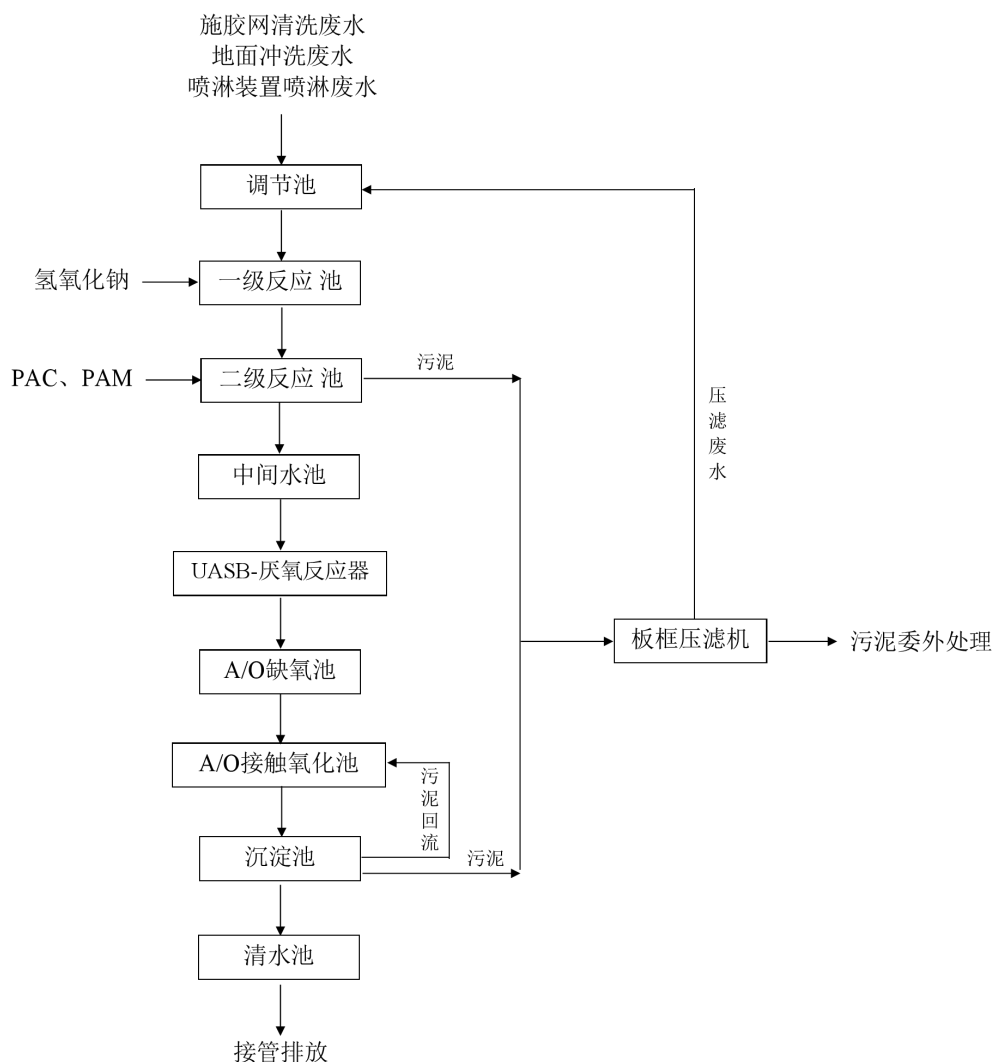 施胶网清洗废水
地面冲洗废水
喷淋装置喷淋废水
调节池
氢氧化钠
一级反应 池
PAC、PAM
二级反应 池
污泥
压滤废水
中间水池
UASB-厌氧反应器
板框压滤机
污泥委外处理
A/O缺氧池
A/O接触氧化池
污泥回流
沉淀池
污泥
清水池
接管排放